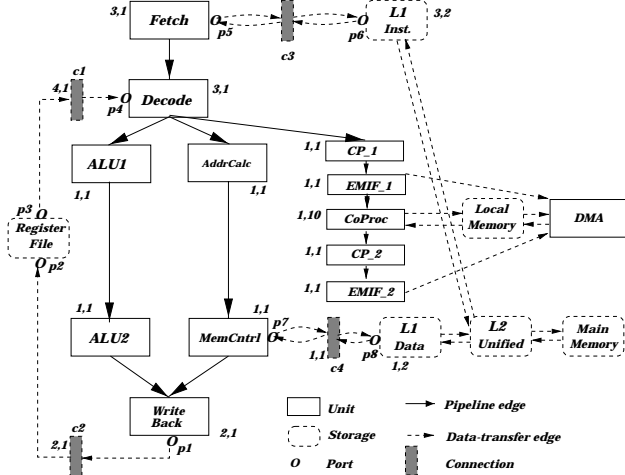 3,1
Fetch
p5
c3
p6
L1
Inst.
3,2
c1
4,1
p4
Decode
3,1
ALU1
1,1
AddrCalc
1,1
1,1
CP_1
1,1
EMIF_1
1,10
CoProc
Local
Memory
DMA
1,1
CP_2
1,1
EMIF_2
p3
Register
File
p2
1,1
ALU2
1,1
MemCntrl
p7
1,1
c4
p8
L1
Data
1,2
L2
Unified
Main
Memory
Write
Back
2,1
p1
c2
2,1
Unit
Pipeline edge
Storage
Data-transfer edge
Port
Connection